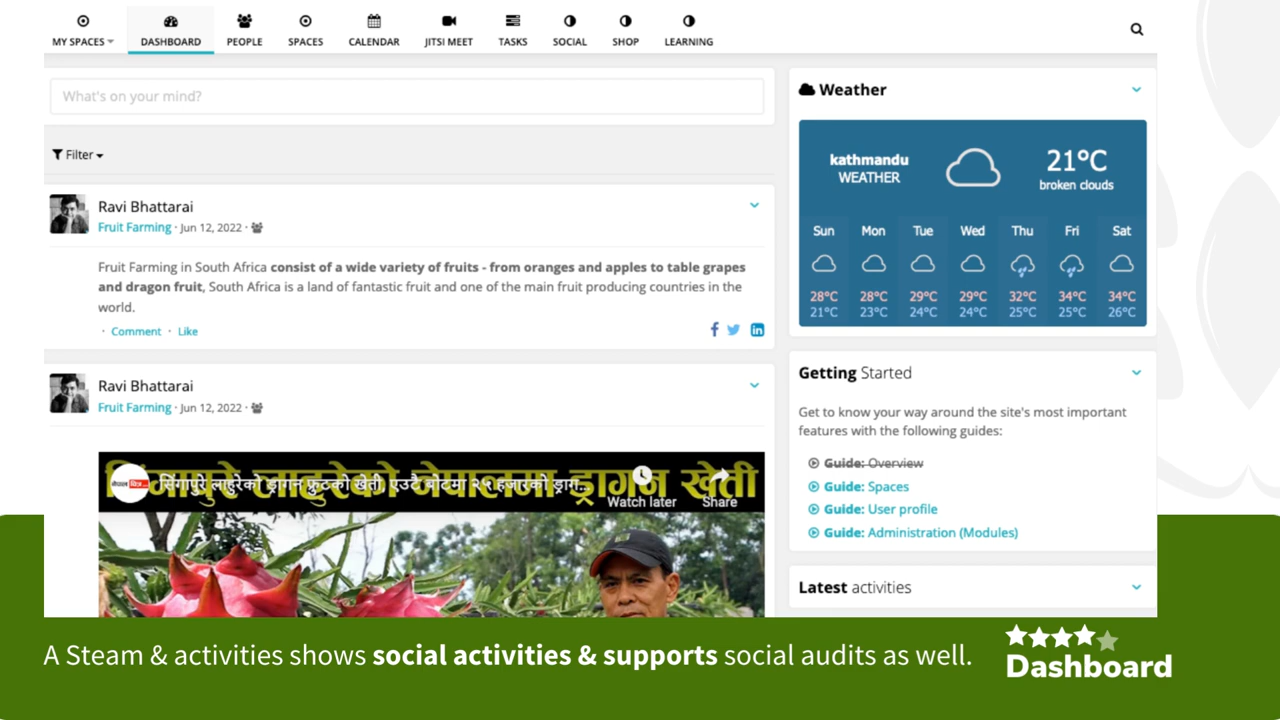 MY SPACES
DASHBOARD
PEOPLE
SPACES
CALENDAR
JITSI MEET
TASKS
SOCIAL
SHOP
LEARNING
What's on your mind?
Filter
Ravi Bhattarai
Fruit Farming · Jun 12, 2022 ·
Fruit Farming in South Africa consist of a wide variety of fruits - from oranges and apples to table grapes
and dragon fruit, South Africa is a land of fantastic fruit and one of the main fruit producing countries in the
world.
· Comment · Like
Ravi Bhattarai
Fruit Farming · Jun 12, 2022 ·
Watch later
Share
Weather
kathmandu
WEATHER
21°C
broken clouds
Sun Mon Tue Wed Thu Fri Sat
28°C 28°C 29°C 29°C 32°C 34°C 34°C
21°C 23°C 24°C 24°C 25°C 25°C 26°C
Getting Started
Get to know your way around the site's most important
features with the following guides:
Guide: Overview
Guide: Spaces
Guide: User profile
Guide: Administration (Modules)
Latest activities
A Steam & activities shows social activities & supports social audits as well.
Dashboard